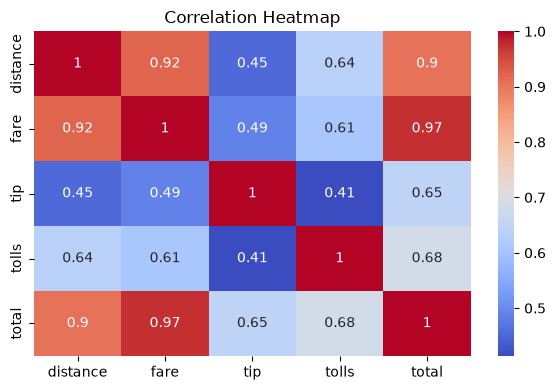 Correlation Heatmap
distance 1 0.92 0.45 0.64 0.9
fare 0.92 1 0.49 0.61 0.97
tip 0.45 0.49 1 0.41 0.65
tolls 0.64 0.61 0.41 1 0.68
total 0.9 0.97 0.65 0.68 1
distance fare tip tolls total
1.0
0.9
0.8
0.7
0.6
0.5